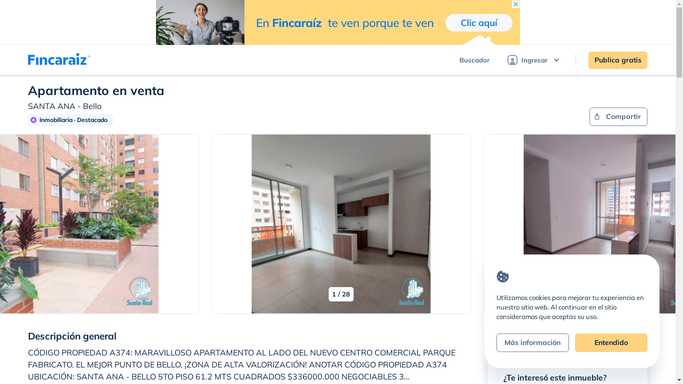 En Fincaraíz te ven porque te ven
Clic aquí
Fincaraiz
Buscador
Ingresar
Publica gratis
Apartamento en venta
SANTA ANA - Bello
Inmobiliaria · Destacado
Compartir
Santa Real
1 / 28
Santa Real
Utilizamos cookies para mejorar tu experiencia en
nuestro sitio web. Al continuar en el sitio
consideramos que aceptas su uso.
Más información
Entendido
Descripción general
CÓDIGO PROPIEDAD A374: MARAVILLOSO APARTAMENTO AL LADO DEL NUEVO CENTRO COMERCIAL PARQUE
FABRICATO. EL MEJOR PUNTO DE BELLO, ¡ZONA DE ALTA VALORIZACIÓN! ANOTAR CÓDIGO PROPIEDAD A374
UBICACIÓN: SANTA ANA - BELLO 5TO PISO 61.2 MTS CUADRADOS $336000.000 NEGOCIABLES 3...
¿Te interesó este inmueble?